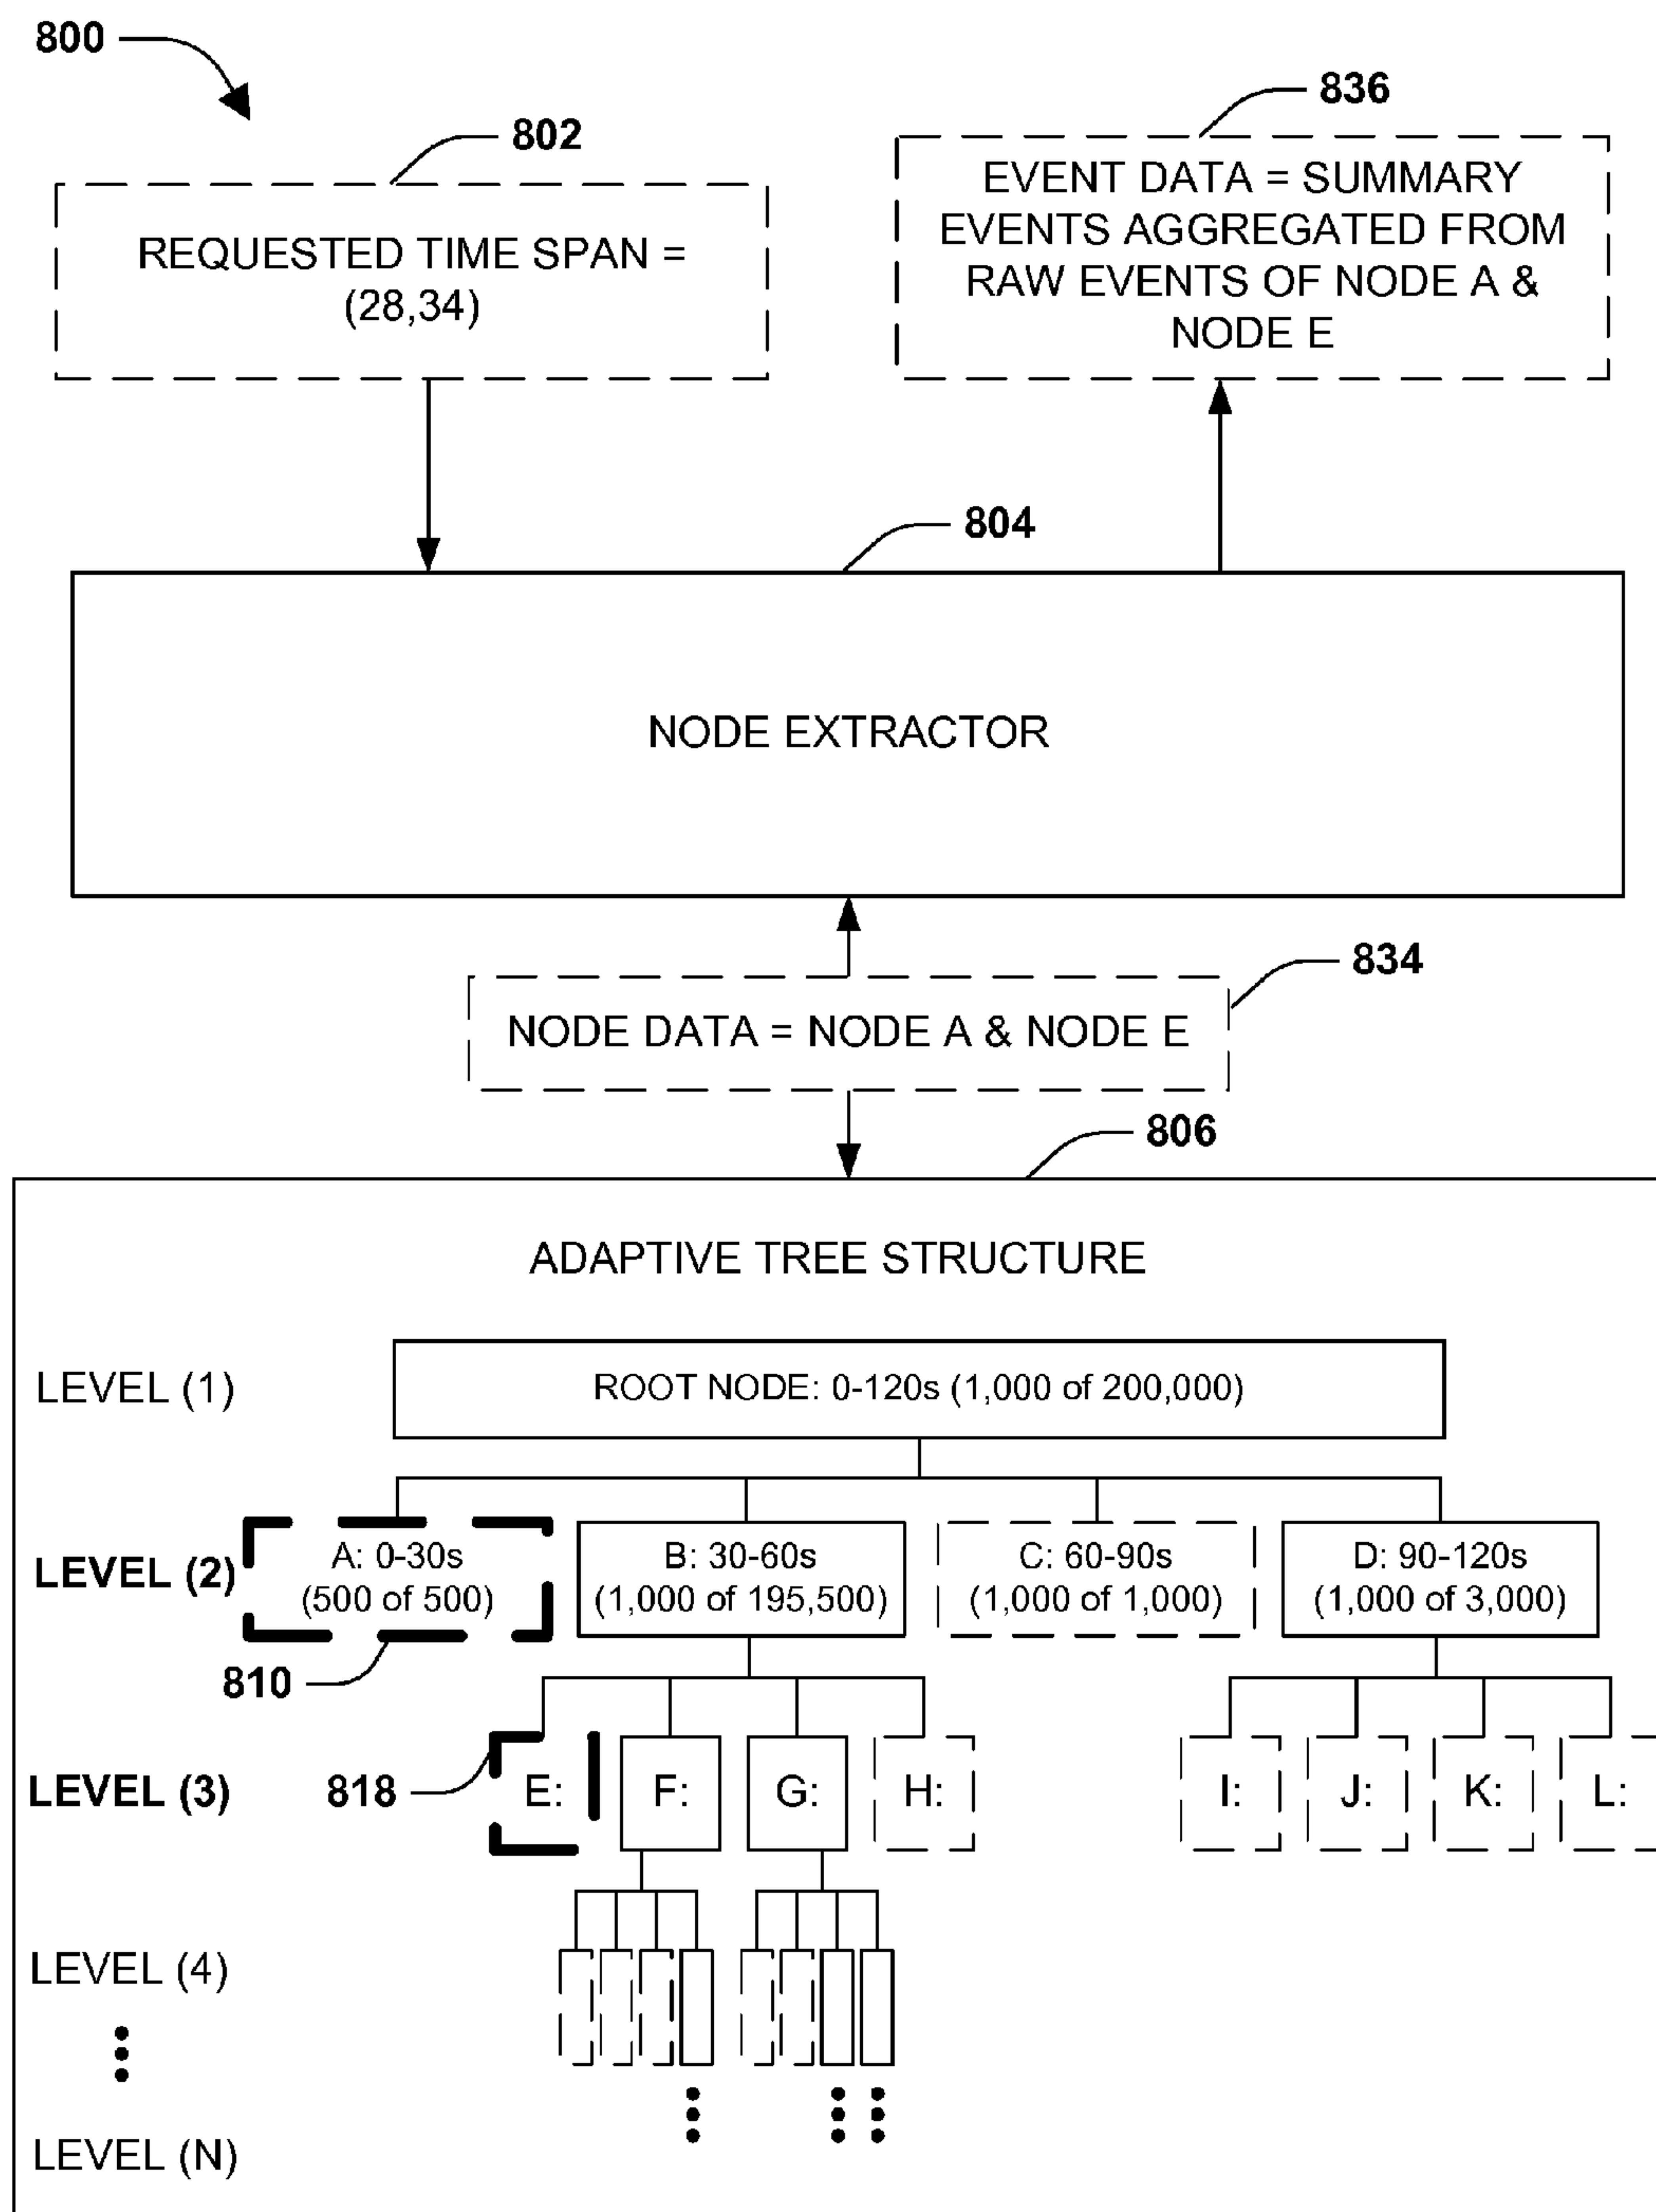 800
836
802
EVENT DATA = SUMMARY
EVENTS AGGREGATED FROM
RAW EVENTS OF NODE A &
NODE E
REQUESTED TIME SPAN =
(28,34)
804
NODE EXTRACTOR
834
NODE DATA = NODE A & NODE E
806
ADAPTIVE TREE STRUCTURE
LEVEL (1)
ROOT NODE: 0-120s (1,000 of 200,000)
LEVEL (2)
A: 0-30s
(500 of 500)
B: 30-60s
(1,000 of 195,500)
C: 60-90s
(1,000 of 1,000)
D: 90-120s
(1,000 of 3,000)
810
LEVEL (3)
818
E:
F:
G:
H:
I:
J:
K:
L:
LEVEL (4)
LEVEL (N)